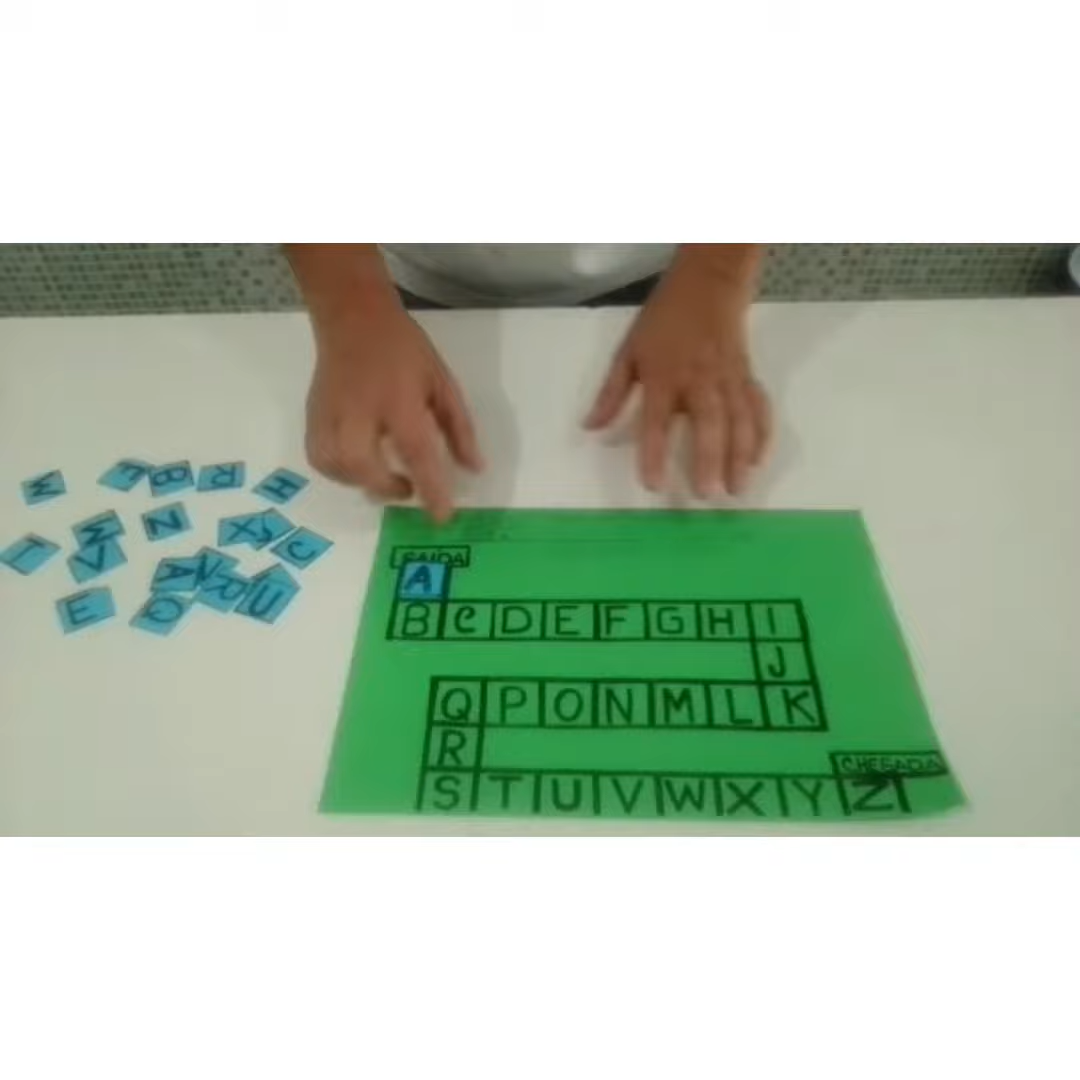 SAIDA
A
B C D E F G H I
J
Q P O N M L K
R
CHEGADA
S T U V W X Y Z
M
B R H
M Z X
I V C
A N
E Q R U